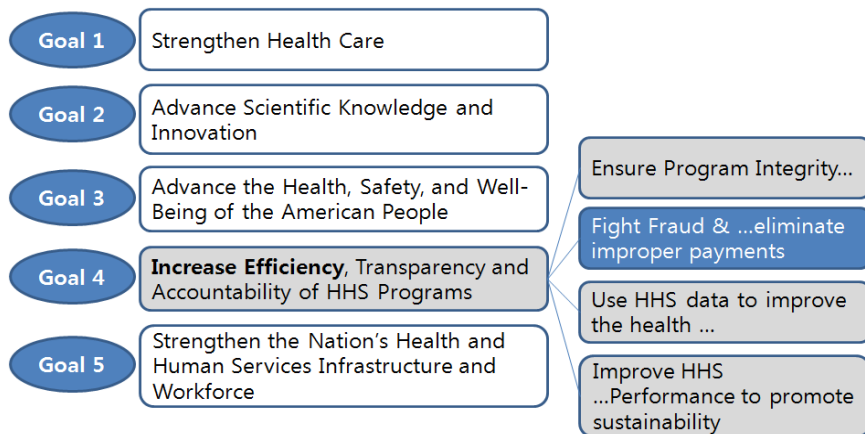 Goal 1
Strengthen Health Care
Goal 2
Advance Scientific Knowledge and
Innovation
Goal 3
Advance the Health, Safety, and Well-
Being of the American People
Goal 4
Increase Efficiency, Transparency and
Accountability of HHS Programs
Goal 5
Strengthen the Nation's Health and
Human Services Infrastructure and
Workforce
Ensure Program Integrity...
Fight Fraud & ...eliminate
improper payments
Use HHS data to improve
the health ...
Improve HHS
...Performance to promote
sustainability